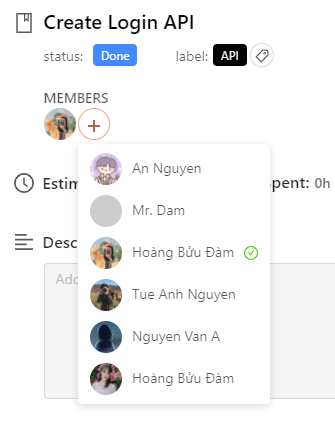 Create Login API
status: Done label: API
MEMBERS
An Nguyen
Estim
pent: 0h
Mr. Dam
Desc
Hoàng Bửu Đàm
Add
Tue Anh Nguyen
Nguyen Van A
Hoàng Bửu Đàm